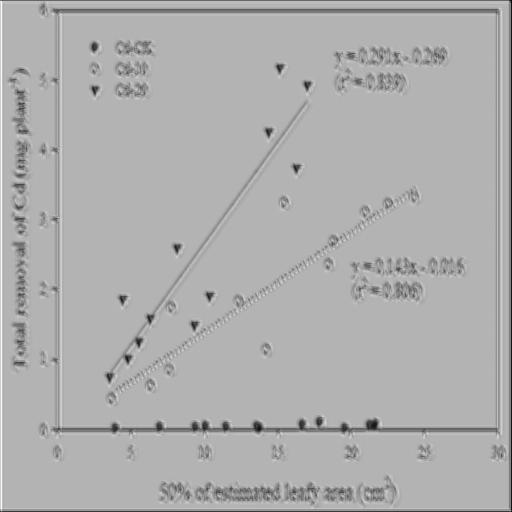 6
5
4
3
2
1
0
Total removal of Cd (mg plant⁻¹)
Cd-CK
Cd-10
Cd-20
y = 0.291x - 0.269
(r² = 0.839)
y = 0.143x - 0.016
(r² = 0.806)
0 5 10 15 20 25 30
50% of estimated leafy area (cm²)